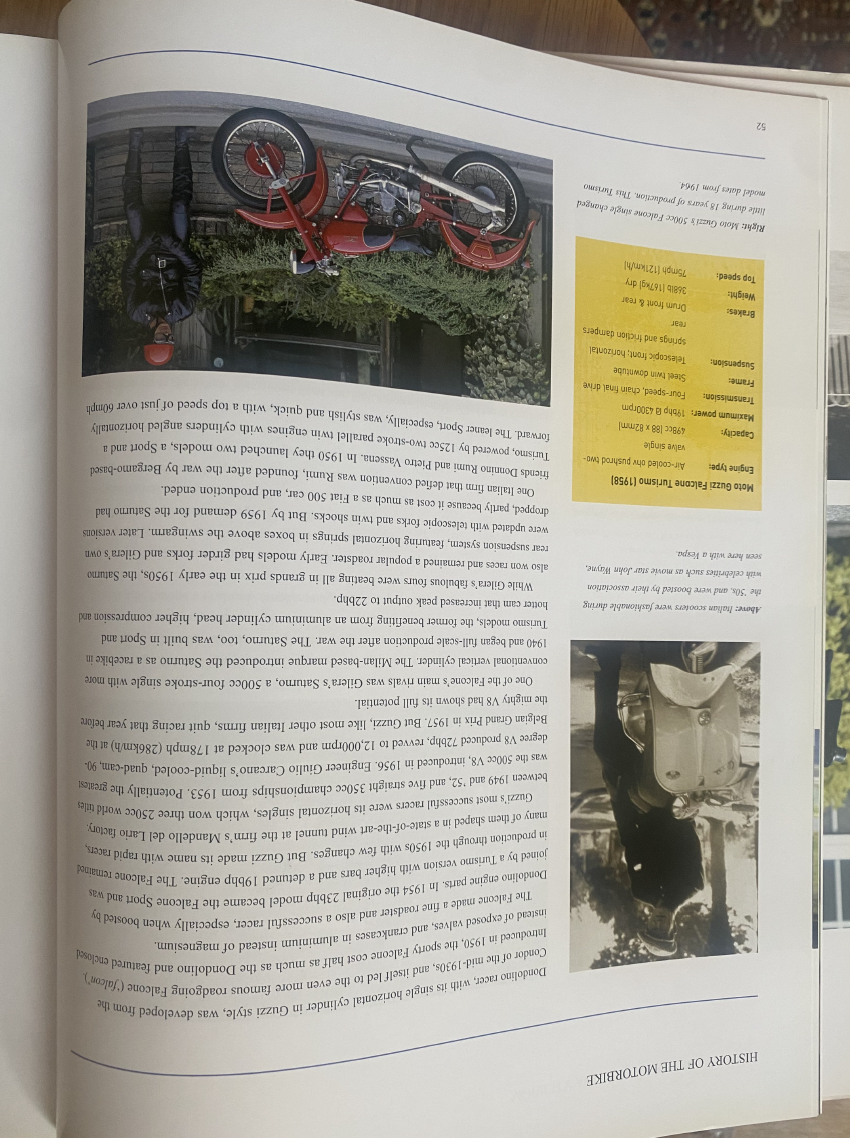 HISTORY OF THE MOTORBIKE
Dondolino racer, with its single horizontal cylinder in Guzzi style, was developed from the
Condor of the mid-1930s, and itself led to the even more famous roadgoing Falcone ('falcon').
Introduced in 1950, the sporty Falcone cost half as much as the Dondolino and featured enclosed
instead of exposed valves, and crankcases in aluminium instead of magnesium.
The Falcone made a fine roadster and also a successful racer, especially when boosted by
Dondolino engine parts. In 1954 the original 23bhp model became the Falcone Sport and was
joined by a Turismo version with higher bars and a detuned 19bhp engine. The Falcone remained
in production through the 1950s with few changes. But Guzzi made its name with rapid racers,
many of them shaped in a state-of-the-art wind tunnel at the firm's Mandello del Lario factory.
Guzzi's most successful racers were its horizontal singles, which won three 250cc world titles
between 1949 and '52, and five straight 350cc championships from 1953. Potentially the greatest
was the 500cc V8, introduced in 1956. Engineer Giulio Carcano's liquid-cooled, quad-cam, 90-
degree V8 produced 72bhp, revved to 12,000rpm and was clocked at 178mph (286km/h) at the
Belgian Grand Prix in 1957. But Guzzi, like most other Italian firms, quit racing that year before
the mighty V8 had shown its full potential.
One of the Falcone's main rivals was Gilera's Saturno, a 500cc four-stroke single with more
conventional vertical cylinder. The Milan-based marque introduced the Saturno as a racebike in
1940 and began full-scale production after the war. The Saturno, too, was built in Sport and
Turismo models, the former benefiting from an aluminium cylinder head, higher compression and
hotter cam that increased peak output to 22bhp.
While Gilera's fabulous fours were beating all in grands prix in the early 1950s, the Saturno
also won races and remained a popular roadster. Early models had girder forks and Gilera's own
rear suspension system, featuring horizontal springs in boxes above the swingarm. Later versions
were updated with telescopic forks and twin shocks. But by 1959 demand for the Saturno had
dropped, partly because it cost as much as a Fiat 500 car, and production ended.
One Italian firm that defied convention was Rumi, founded after the war by Bergamo-based
friends Donnino Rumi and Pietro Vassena. In 1950 they launched two models, a Sport and a
Turismo, powered by 125cc two-stroke parallel twin engines with cylinders angled horizontally
forward. The leaner Sport, especially, was stylish and quick, with a top speed of just over 60mph
Above: Italian scooters were fashionable during
the '50s, and were boosted by their association
with celebrities such as movie star John Wayne,
seen here with a Vespa.
Moto Guzzi Falcone Turismo (1958)
Engine type: Air-cooled ohv pushrod two-
valve single
Capacity: 498cc (88 x 82mm)
Maximum power: 19bhp @ 4300rpm
Transmission: Four-speed, chain final drive
Frame: Steel twin downtube
Suspension: Telescopic front; horizontal
springs and friction dampers
rear
Brakes: Drum front & rear
Weight: 368lb (167kg) dry
Top speed: 75mph (121km/h)
Right: Moto Guzzi's 500cc Falcone single changed
little during 18 years of production. This Turismo
model dates from 1964
52